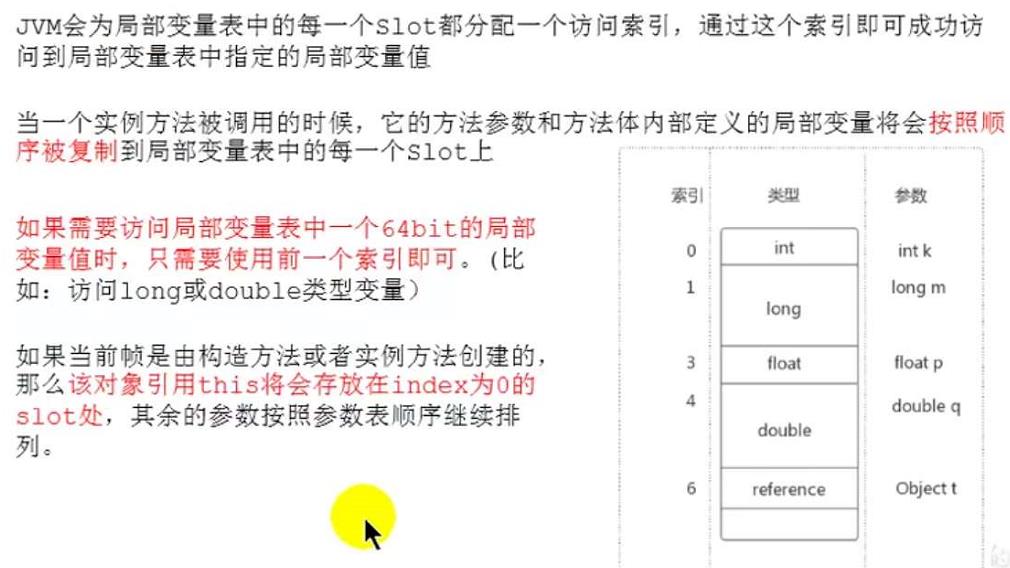 JVM会为局部变量表中的每一个Slot都分配一个访问索引，通过这个索引即可成功访
问到局部变量表中指定的局部变量值
当一个实例方法被调用的时候，它的方法参数和方法体内部定义的局部变量将会按照顺
序被复制到局部变量表中的每一个Slot上
如果需要访问局部变量表中一个64bit的局部
变量值时，只需要使用前一个索引即可。（比
如：访问long或double类型变量）
如果当前帧是由构造方法或者实例方法创建的，
那么该对象引用this将会存放在index为0的
slot处，其余的参数按照参数表顺序继续排
列。
索引 类型 参数
0 int int k
1 long long m
3 float float p
4 double double q
6 reference Object t